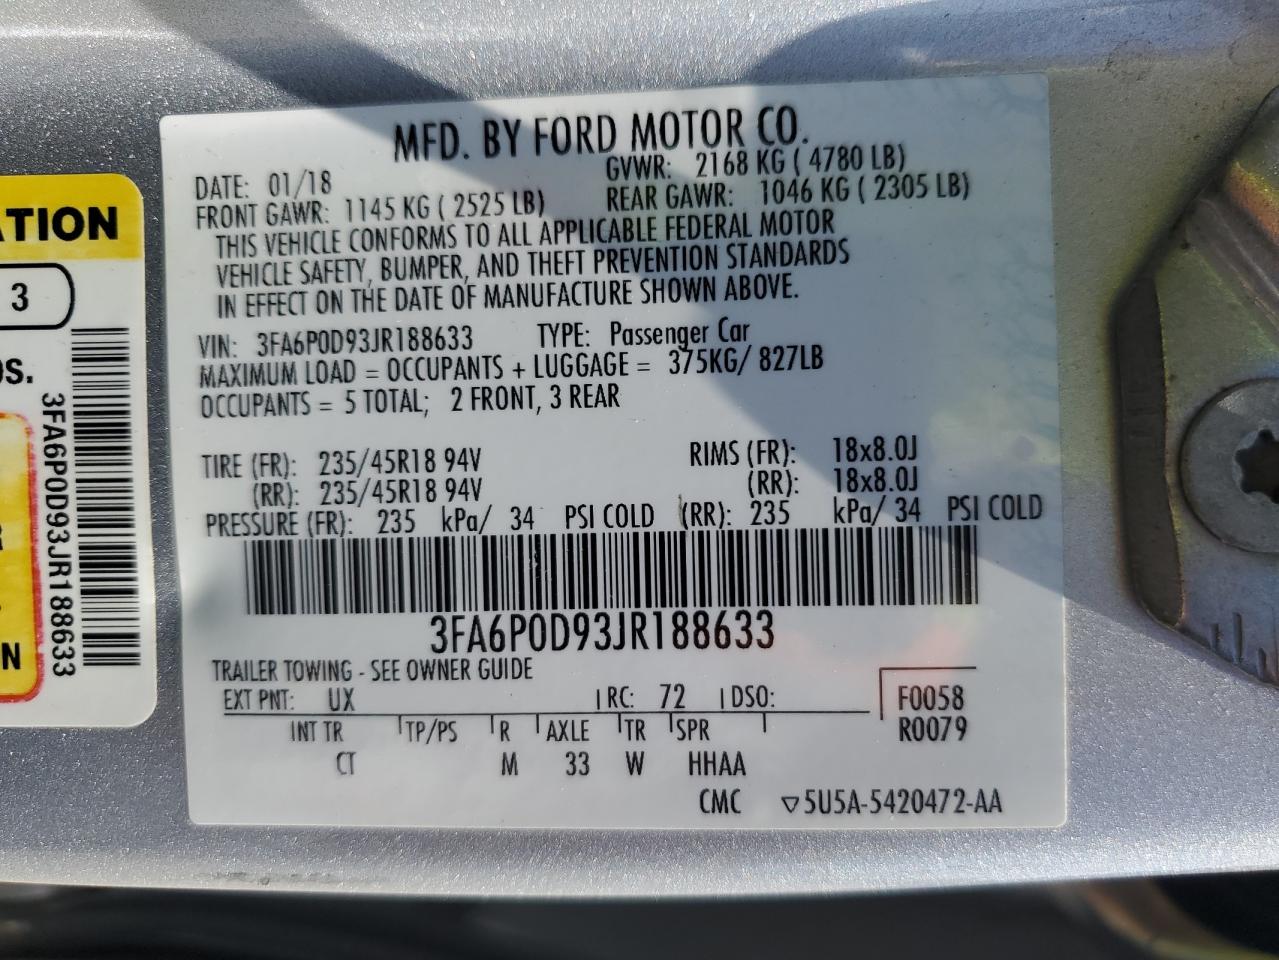 MFD. BY FORD MOTOR CO.
DATE: 01/18 GVWR: 2168 KG ( 4780 LB)
FRONT GAWR: 1145 KG ( 2525 LB) REAR GAWR: 1046 KG ( 2305 LB)
THIS VEHICLE CONFORMS TO ALL APPLICABLE FEDERAL MOTOR
VEHICLE SAFETY, BUMPER, AND THEFT PREVENTION STANDARDS
IN EFFECT ON THE DATE OF MANUFACTURE SHOWN ABOVE.
VIN: 3FA6P0D93JR188633 TYPE: Passenger Car
MAXIMUM LOAD = OCCUPANTS + LUGGAGE = 375KG/ 827LB
OCCUPANTS = 5 TOTAL; 2 FRONT, 3 REAR
TIRE (FR): 235/45R18 94V RIMS (FR): 18x8.0J
(RR): 235/45R18 94V (RR): 18x8.0J
PRESSURE (FR): 235 kPa/ 34 PSI COLD (RR): 235 kPa/ 34 PSI COLD
3FA6P0D93JR188633
TRAILER TOWING - SEE OWNER GUIDE
EXT PNT: UX RC: 72 DSO: F0058
INT TR TP/PS R AXLE TR SPR R0079
CT M 33 W HHAA
CMC ▽5U5A-5420472-AA
ATION
3
3FA6P0D93JR188633